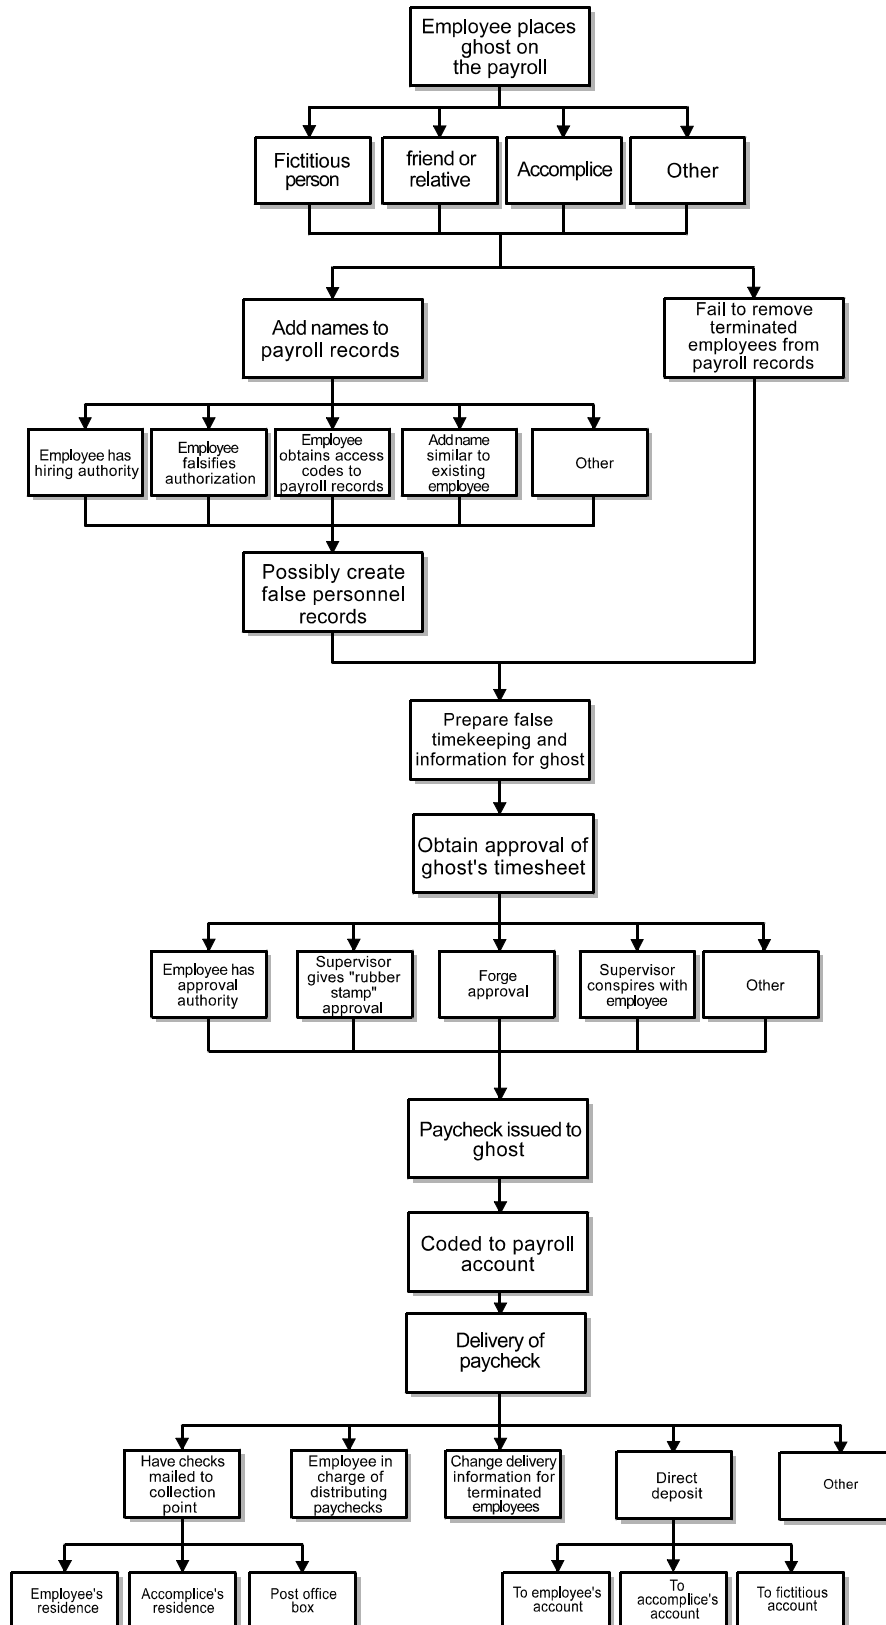 Employee places
ghost on
the payroll
Fictitious
person
friend or
relative
Accomplice
Other
Add names to
payroll records
Fail to remove
terminated
employees from
payroll records
Employee has
hiring authority
Employee
falsifies
authorization
Employee
obtains access
codes to
payroll records
Add name
similar to
existing
employee
Other
Possibly create
false personnel
records
Prepare false
timekeeping and
information for ghost
Obtain approval of
ghost's timesheet
Employee has
approval
authority
Supervisor
gives "rubber
stamp"
approval
Forge
approval
Supervisor
conspires with
employee
Other
Paycheck issued to
ghost
Coded to payroll
account
Delivery of
paycheck
Have checks
mailed to
collection
point
Employee in
charge of
distributing
paychecks
Change delivery
information for
terminated
employees
Direct
deposit
Other
Employee's
residence
Accomplice's
residence
Post office
box
To employee's
account
To
accomplice's
account
To fictitious
account